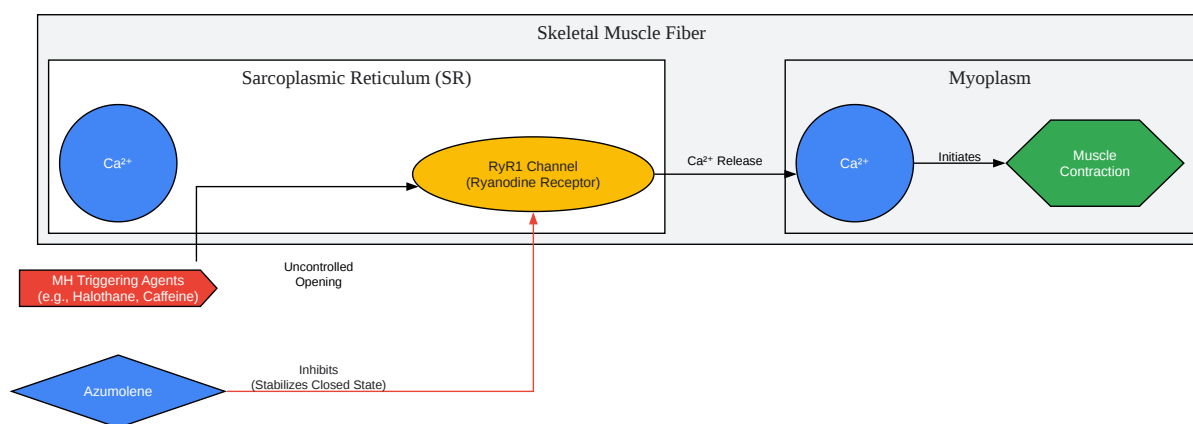 Skeletal Muscle Fiber
Sarcoplasmic Reticulum (SR)
Myoplasm
Ca²⁺
RyR1 Channel
(Ryanodine Receptor)
Ca²⁺ Release
Ca²⁺
Initiates
Muscle
Contraction
MH Triggering Agents
(e.g., Halothane, Caffeine)
Uncontrolled
Opening
Azumolene
Inhibits
(Stabilizes Closed State)